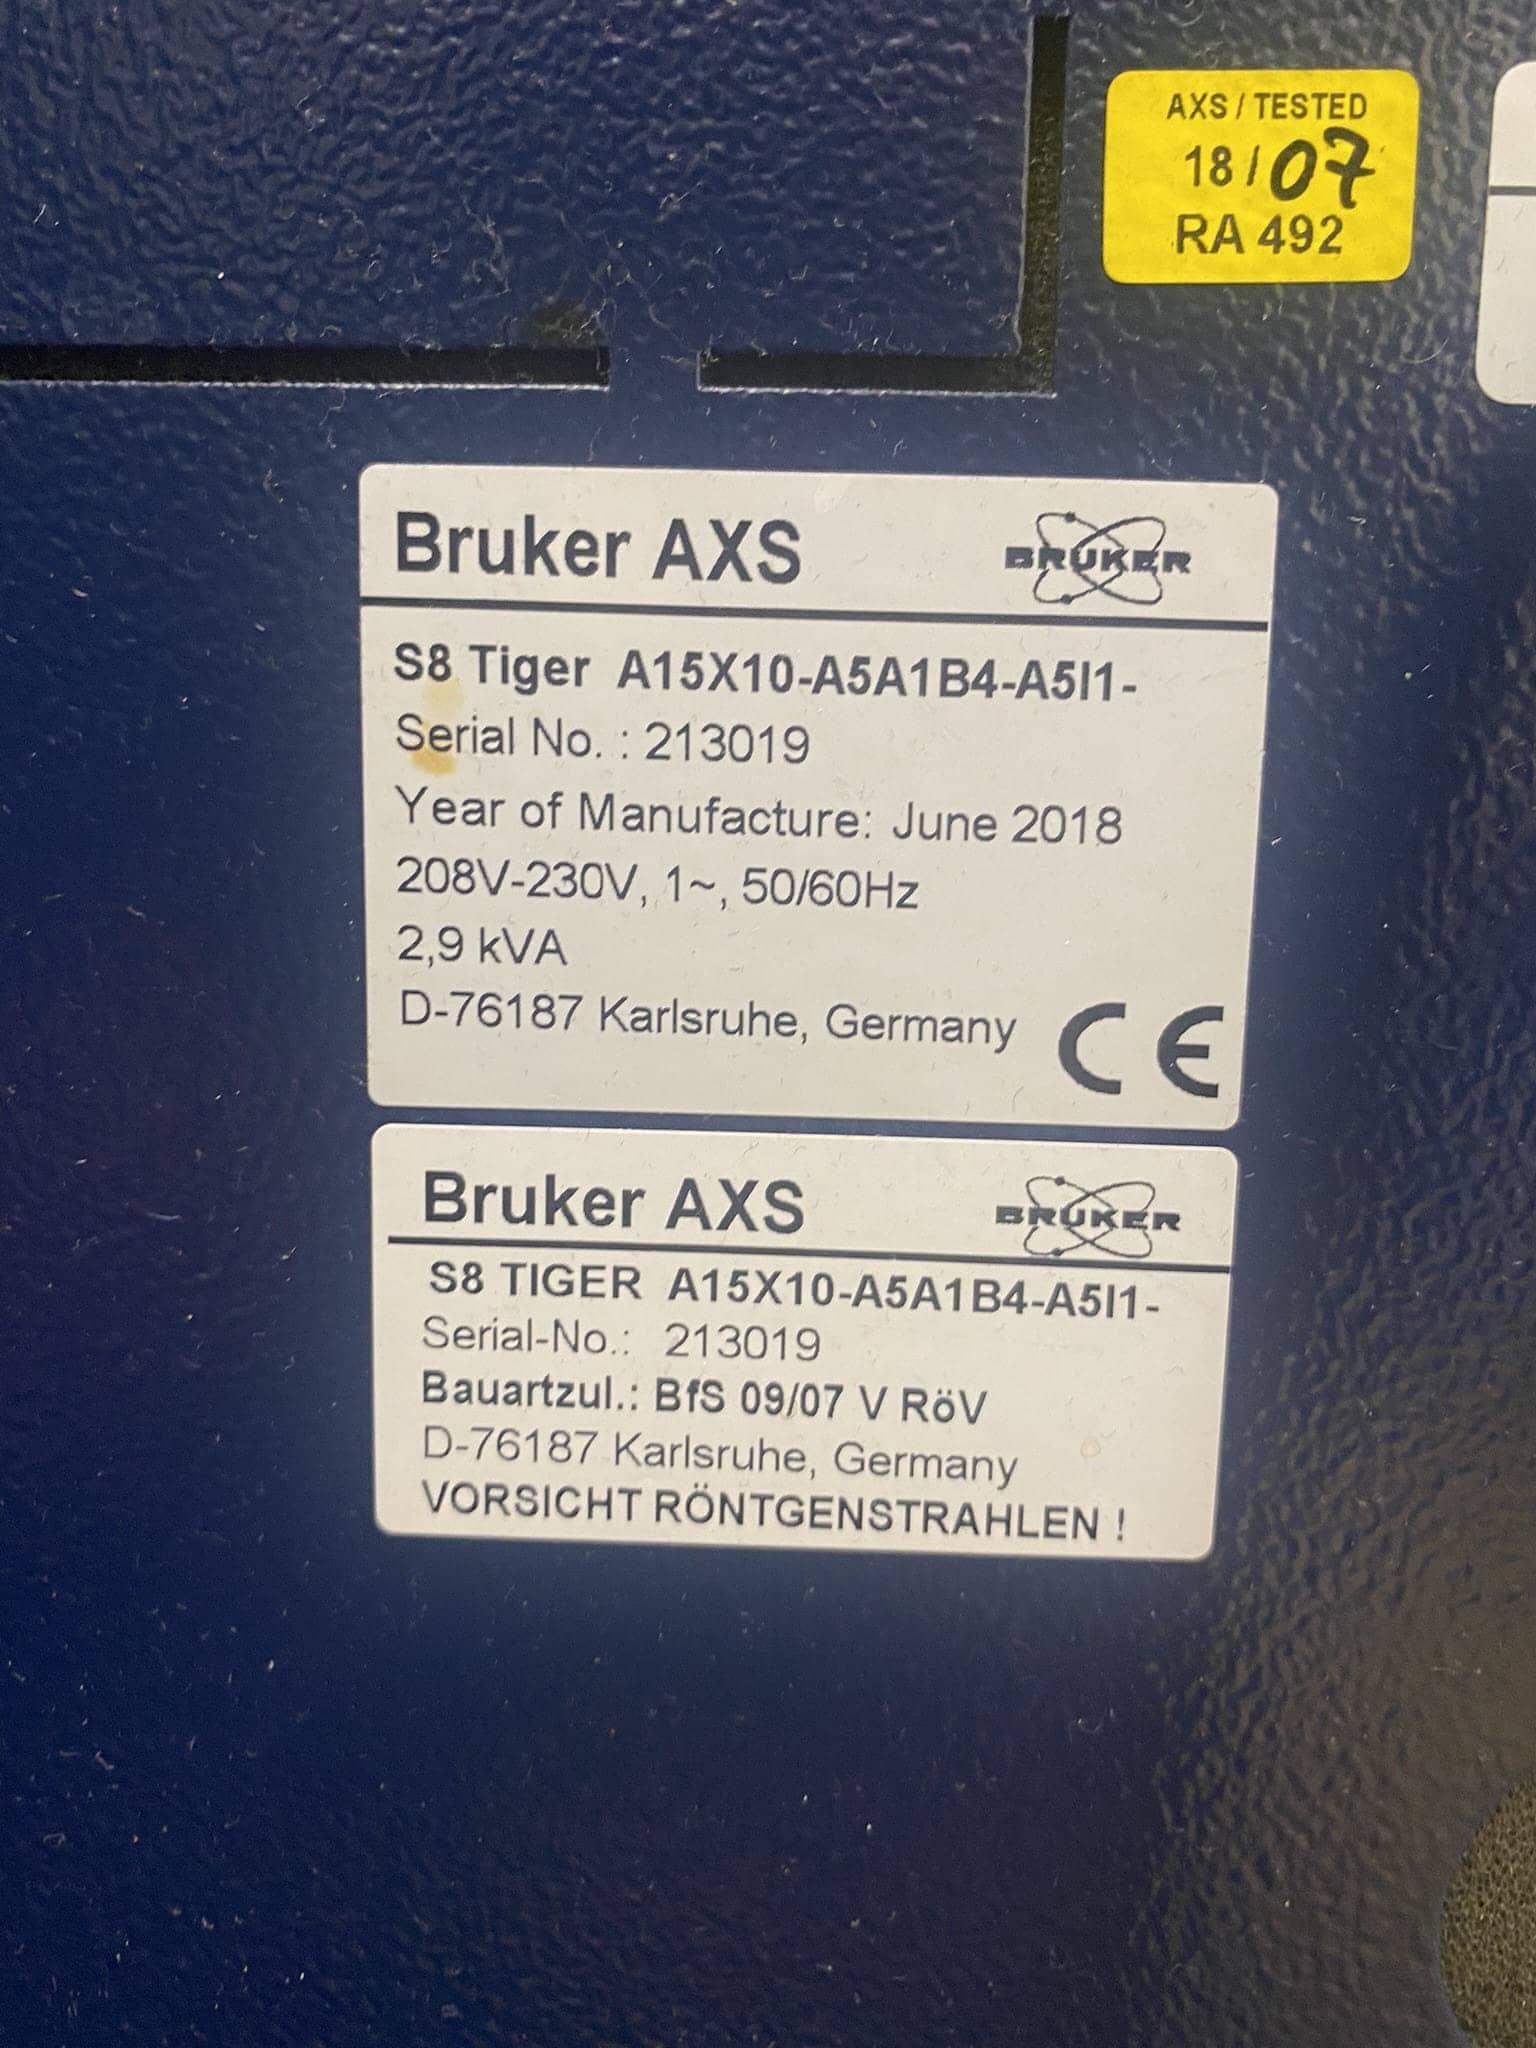 AXS / TESTED
18 / 07
RA 492
Bruker AXS
BRUKER
S8 Tiger A15X10-A5A1B4-A5I1-
Serial No. : 213019
Year of Manufacture: June 2018
208V-230V, 1~, 50/60Hz
2,9 kVA
D-76187 Karlsruhe, Germany
CE
Bruker AXS
BRUKER
S8 TIGER A15X10-A5A1B4-A5I1-
Serial-No.: 213019
Bauartzul.: BfS 09/07 V RöV
D-76187 Karlsruhe, Germany
VORSICHT RÖNTGENSTRAHLEN !